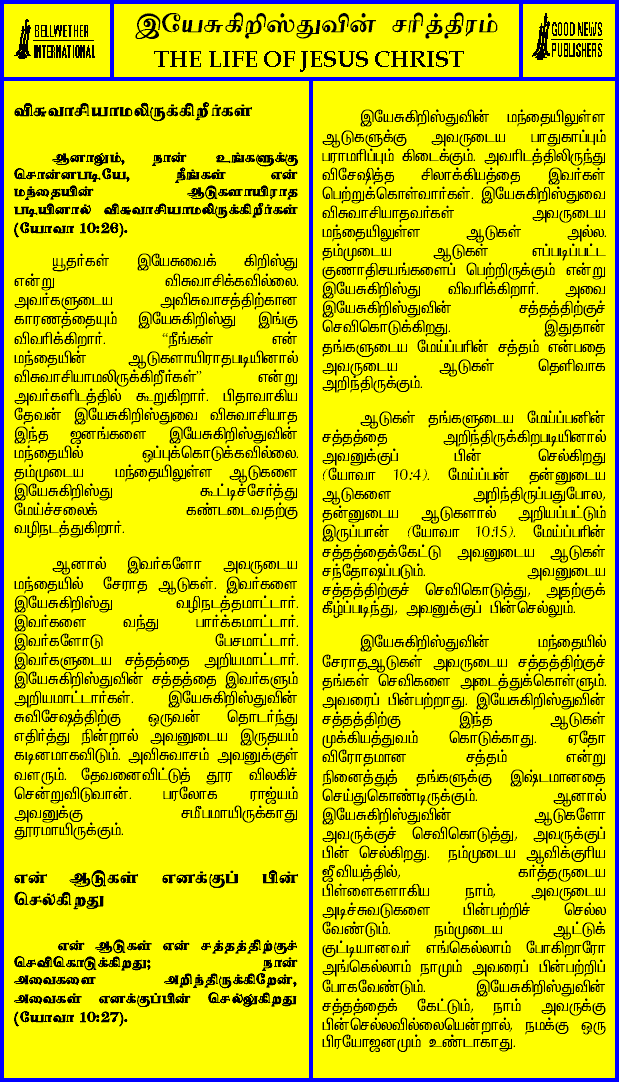 BELLWETHER
INTERNATIONAL
இயேசுகிறிஸ்துவின் சரித்திரம்
THE LIFE OF JESUS CHRIST
GOOD NEWS
PUBLISHERS
விசுவாசியாமலிருக்கிறீர்கள்
ஆனாலும், நான் உங்களுக்கு
சொன்னபடியே, நீங்கள் என்
மந்தையின் ஆடுகளாயிராத
படியினால் விசுவாசியாமலிருக்கிறீர்கள்
(யோவா 10:26).
யூதர்கள் இயேசுவைக் கிறிஸ்து
என்று விசுவாசிக்கவில்லை.
அவர்களுடைய அவிசுவாசத்திற்கான
காரணத்தையும் இயேசுகிறிஸ்து இங்கு
விவரிக்கிறார். “நீங்கள் என்
மந்தையின் ஆடுகளாயிராதபடியினால்
விசுவாசியாமலிருக்கிறீர்கள்” என்று
அவர்களிடத்தில் கூறுகிறார். பிதாவாகிய
தேவன் இயேசுகிறிஸ்துவை விசுவாசியாத
இந்த ஜனங்களை இயேசுகிறிஸ்துவின்
மந்தையில் ஒப்புக்கொடுக்கவில்லை.
தம்முடைய மந்தையிலுள்ள ஆடுகளை
இயேசுகிறிஸ்து கூட்டிச்சேர்த்து
மேய்ச்சலைக் கண்டடைவதற்கு
வழிநடத்துகிறார்.
ஆனால் இவர்களோ அவருடைய
மந்தையில் சேராத ஆடுகள். இவர்களை
இயேசுகிறிஸ்து வழிநடத்தமாட்டார்.
இவர்களை வந்து பார்க்கமாட்டார்.
இவர்களோடு பேசமாட்டார்.
இவர்களுடைய சத்தத்தை அறியமாட்டார்.
இயேசுகிறிஸ்துவின் சத்தத்தை இவர்களும்
அறியமாட்டார்கள். இயேசுகிறிஸ்துவின்
சுவிசேஷத்திற்கு ஒருவன் தொடர்ந்து
எதிர்த்து நின்றால் அவனுடைய இருதயம்
கடினமாகவிடும். அவிசுவாசம் அவனுக்குள்
வளரும். தேவனைவிட்டுத் தூர விலகிச்
சென்றுவிடுவான். பரலோக ராஜ்யம்
அவனுக்கு சமீபமாயிருக்காது
தூரமாயிருக்கும்.
என் ஆடுகள் எனக்குப் பின்
செல்கிறது
என் ஆடுகள் என் சத்தத்திற்குச்
செவிகொடுக்கிறது; நான்
அவைகளை அறிந்திருக்கிறேன்,
அவைகள் எனக்குப்பின் செல்லுகிறது
(யோவா 10:27).
இயேசுகிறிஸ்துவின் மந்தையிலுள்ள
ஆடுகளுக்கு அவருடைய பாதுகாப்பும்
பராமரிப்பும் கிடைக்கும். அவரிடத்திலிருந்து
விசேஷித்த சிலாக்கியத்தை இவர்கள்
பெற்றுக்கொள்வார்கள். இயேசுகிறிஸ்துவை
விசுவாசியாதவர்கள் அவருடைய
மந்தையிலுள்ள ஆடுகள் அல்ல.
தம்முடைய ஆடுகள் எப்படிப்பட்ட
குணாதிசயங்களைப் பெற்றிருக்கும் என்று
இயேசுகிறிஸ்து விவரிக்கிறார். அவை
இயேசுகிறிஸ்துவின் சத்தத்திற்குச்
செவிகொடுக்கிறது. இதுதான்
தங்களுடைய மேய்ப்பரின் சத்தம் என்பதை
அவருடைய ஆடுகள் தெளிவாக
அறிந்திருக்கும்.
ஆடுகள் தங்களுடைய மேய்ப்பனின்
சத்தத்தை அறிந்திருக்கிறபடியினால்
அவனுக்குப் பின் செல்கிறது
(யோவா 10:4). மேய்ப்பன் தன்னுடைய
ஆடுகளை அறிந்திருப்பதுபோல,
தன்னுடைய ஆடுகளால் அறியப்பட்டும்
இருப்பான் (யோவா 10:15). மேய்ப்பரின்
சத்தத்தைக்கேட்டு அவனுடைய ஆடுகள்
சந்தோஷப்படும். அவனுடைய
சத்தத்திற்குச் செவிகொடுத்து, அதற்குக்
கீழ்ப்படிந்து, அவனுக்குப் பின்செல்லும்.
இயேசுகிறிஸ்துவின் மந்தையில்
சேராதஆடுகள் அவருடைய சத்தத்திற்குச்
தங்கள் செவிகளை அடைத்துக்கொள்ளும்.
அவரைப் பின்பற்றாது. இயேசுகிறிஸ்துவின்
சத்தத்திற்கு இந்த ஆடுகள்
முக்கியத்துவம் கொடுக்காது. ஏதோ
விரோதமான சத்தம் என்று
நினைத்துத் தங்களுக்கு இஷ்டமானதை
செய்துகொண்டிருக்கும். ஆனால்
இயேசுகிறிஸ்துவின் ஆடுகளோ
அவருக்குச் செவிகொடுத்து, அவருக்குப்
பின் செல்கிறது. நம்முடைய ஆவிக்குரிய
ஜீவியத்தில், கர்த்தருடைய
பிள்ளைகளாகிய நாம், அவருடைய
அடிச்சுவடுகளை பின்பற்றிச் செல்ல
வேண்டும். நம்முடைய ஆட்டுக்
குட்டியானவர் எங்கெல்லாம் போகிறாரோ
அங்கெல்லாம் நாமும் அவரைப் பின்பற்றிப்
போகவேண்டும். இயேசுகிறிஸ்துவின்
சத்தத்தைக் கேட்டும், நாம் அவருக்கு
பின்செல்லவில்லையென்றால், நமக்கு ஒரு
பிரயோஜனமும் உண்டாகாது.